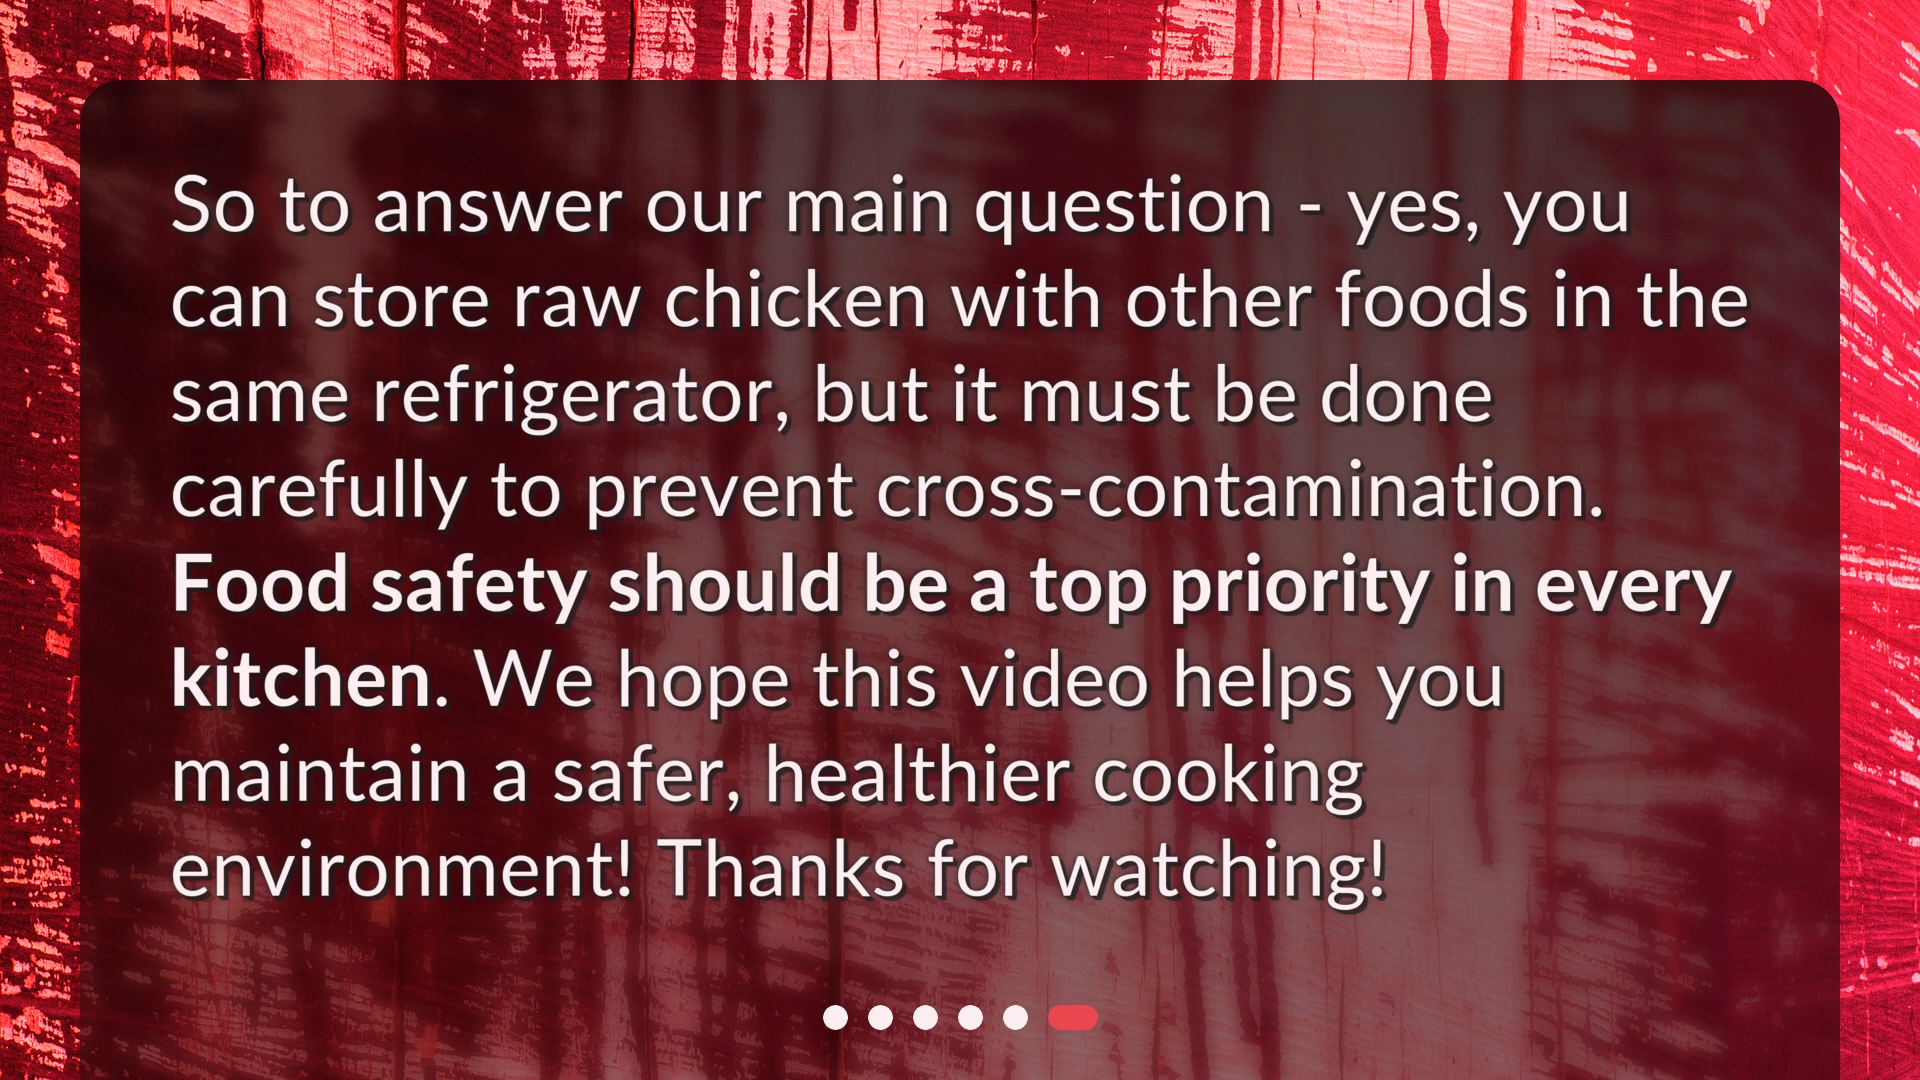 So to answer our main question - yes, you
can store raw chicken with other foods in the
same refrigerator, but it must be done
carefully to prevent cross-contamination.
Food safety should be a top priority in every
kitchen. We hope this video helps you
maintain a safer, healthier cooking
environment! Thanks for watching!